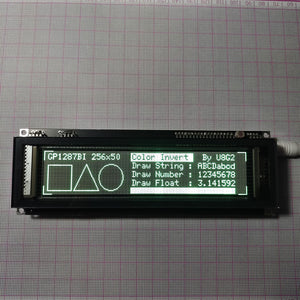 GP1287BI 256x50
Color Invert By U8G2
Draw String : ABCDabcd
Draw Number : 12345678
Draw Float : 3.141592